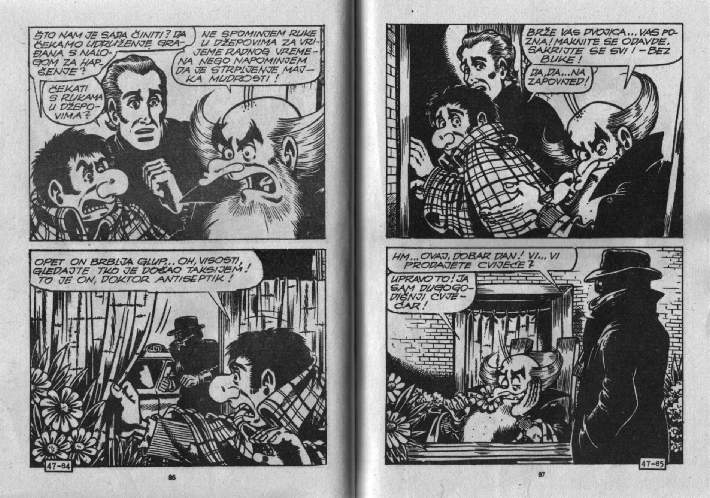 ŠTO NAM JE SADA ČINITI? DA
ČEKAMO UDRUŽENJE GRA-
ĐANA S NALO-
GOM ZA HAP-
ŠENJE?
ČEKATI
S RUKAMA
U DŽEPO-
VIMA?
NE SPOMINJEM RUKE
U DŽEPOVIMA ZA VRI-
JEME RADNOG VREME-
NA NEGO NAPOMINJEM
DA JE STRPLJENJE MAJ-
KA MUDROSTI!
OPET ON BRBLJA GLUP... OH, VISOSTI,
GLEDAJTE TKO JE DOŠAO TAKSIJEM!
TO JE ON, DOKTOR ANTISEPTIK!
47-84
86
BRŽE VAS DVOJICA... VAS PO-
ZNA! MAKNITE SE ODAVDE.
SAKRIJTE SE SVI! - BEZ
BUKE!
DA, DA... NA
ZAPOVIJED!
HM... OVAJ, DOBAR DAN! VI... VI
PRODAJETE CVIJEĆE?
UPRAVO TO! JA
SAM DUGOGO-
DIŠNJI CVJE-
ĆAR!
87
47-85